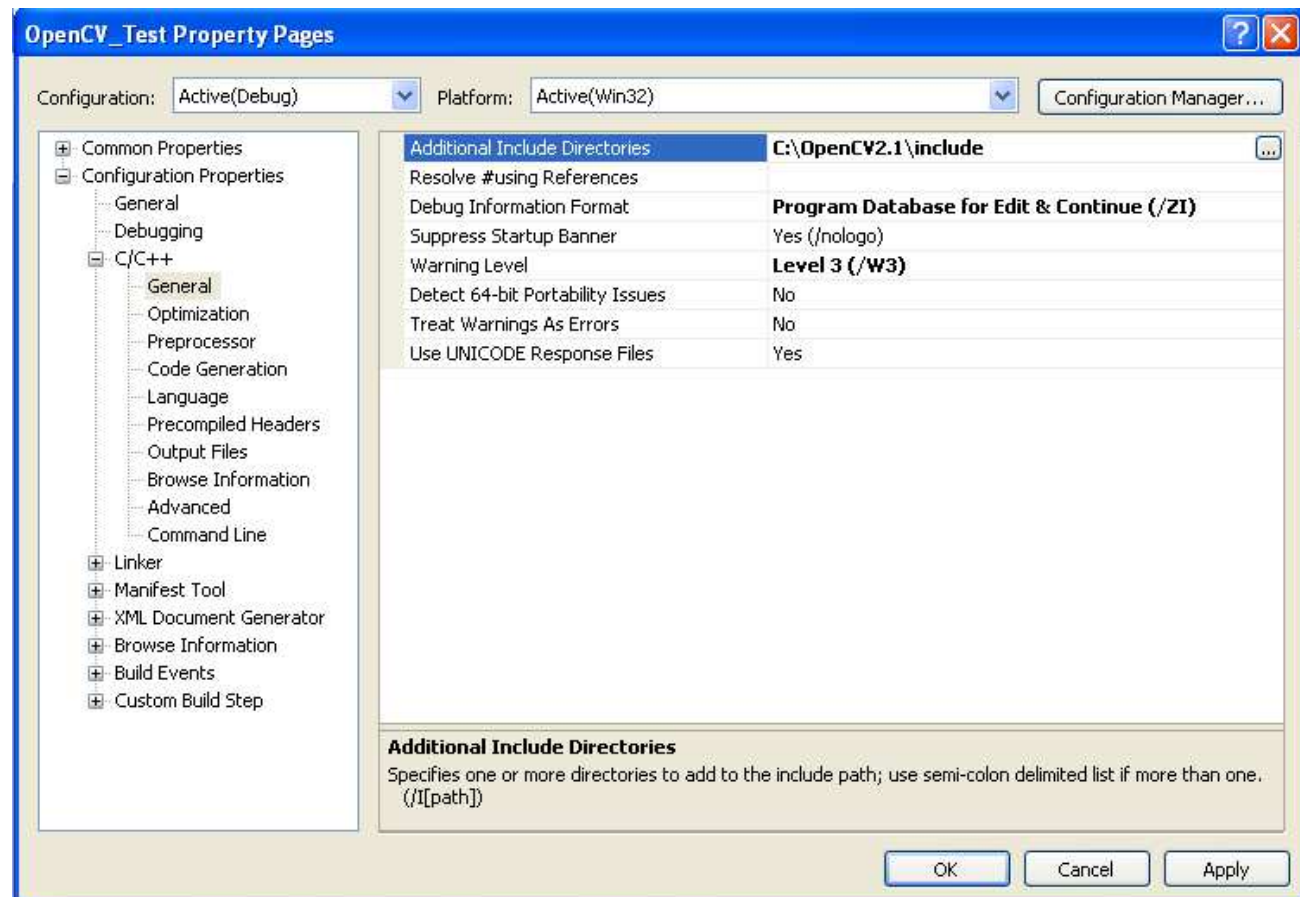 OpenCV_Test Property Pages
Configuration: Active(Debug) Platform: Active(Win32) Configuration Manager...
Common Properties
Configuration Properties
General
Debugging
C/C++
General
Optimization
Preprocessor
Code Generation
Language
Precompiled Headers
Output Files
Browse Information
Advanced
Command Line
Linker
Manifest Tool
XML Document Generator
Browse Information
Build Events
Custom Build Step
Additional Include Directories C:\OpenCV2.1\include ...
Resolve #using References
Debug Information Format Program Database for Edit & Continue (/ZI)
Suppress Startup Banner Yes (/nologo)
Warning Level Level 3 (/W3)
Detect 64-bit Portability Issues No
Treat Warnings As Errors No
Use UNICODE Response Files Yes
Additional Include Directories
Specifies one or more directories to add to the include path; use semi-colon delimited list if more than one.
(/I[path])
OK Cancel Apply